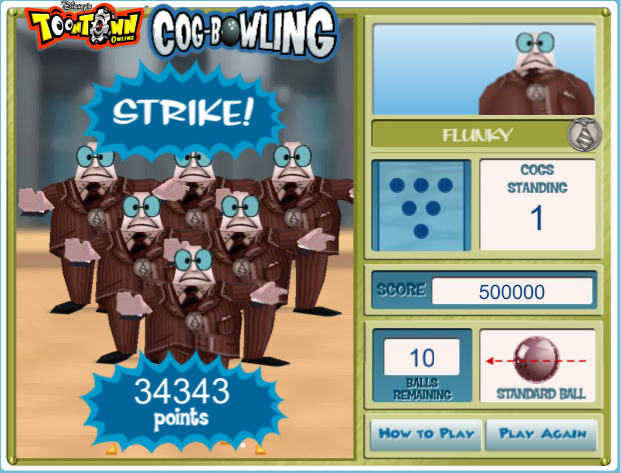 Disney's
TOONTOWN
ONLINE
COG-BOWLING
STRIKE!
34343
points
FLUNKY
COGS
STANDING
1
SCORE 500000
10
BALLS
REMAINING
STANDARD BALL
HOW TO PLAY
PLAY AGAIN